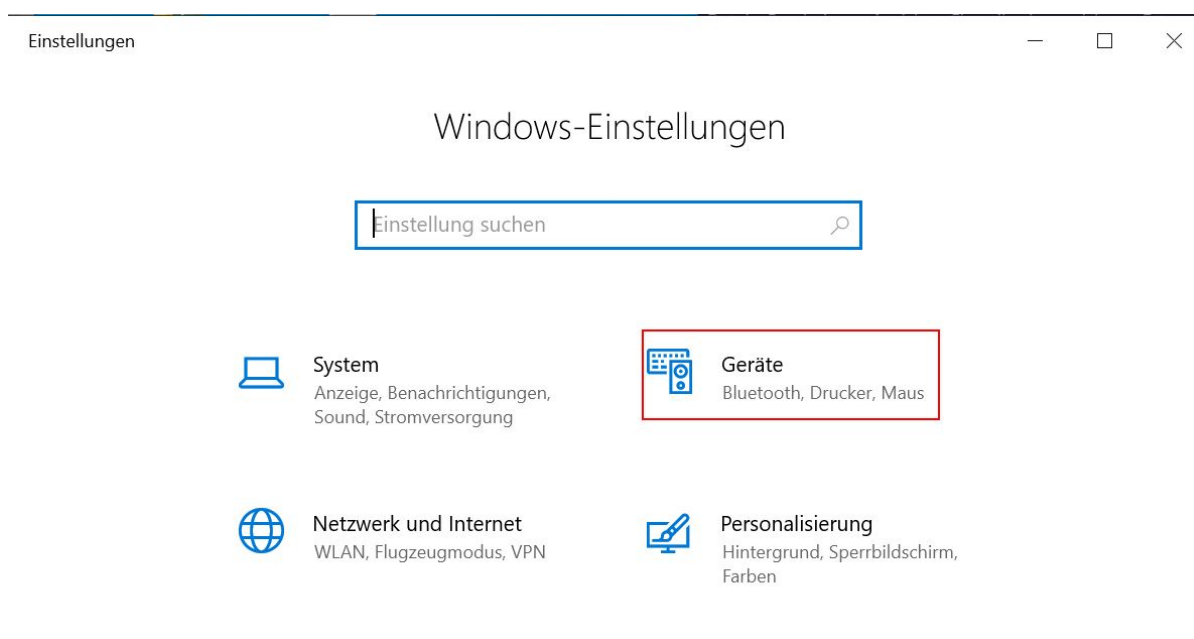 Einstellungen
Windows-Einstellungen
Einstellung suchen
System
Anzeige, Benachrichtigungen,
Sound, Stromversorgung
Geräte
Bluetooth, Drucker, Maus
Netzwerk und Internet
WLAN, Flugzeugmodus, VPN
Personalisierung
Hintergrund, Sperrbildschirm,
Farben